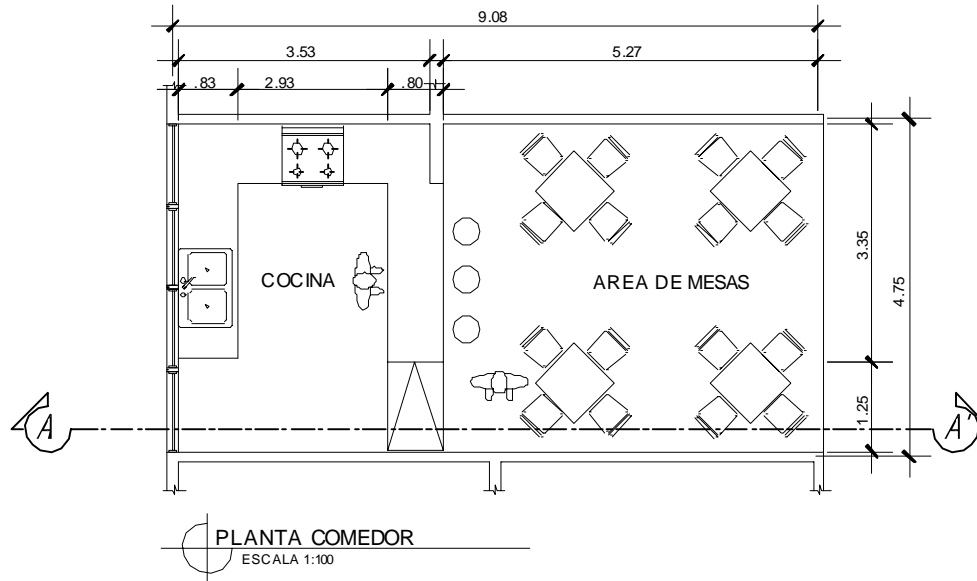 9.08
3.53 5.27
.83 2.93 .80
COCINA
AREA DE MESAS
3.35
4.75
1.25
A A'
PLANTA COMEDOR
ESCALA 1:100